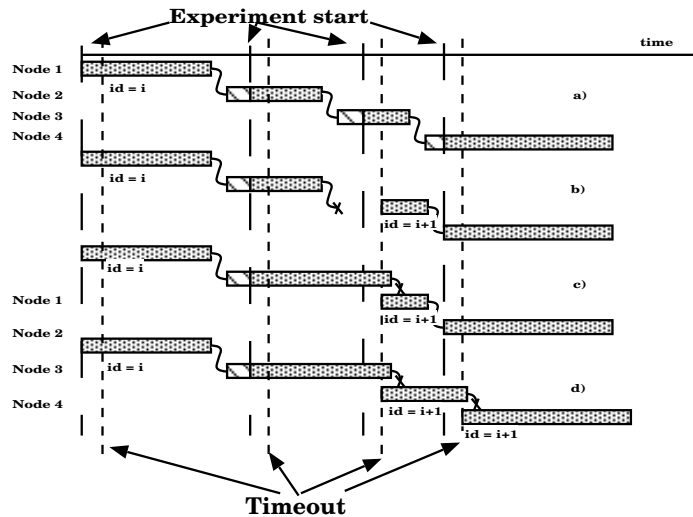 Experiment start
time
Node 1
id = i
Node 2
a)
Node 3
Node 4
b)
id = i+1
id = i
c)
Node 1
id = i+1
Node 2
id = i
Node 3
d)
Node 4
id = i+1
id = i+1
Timeout